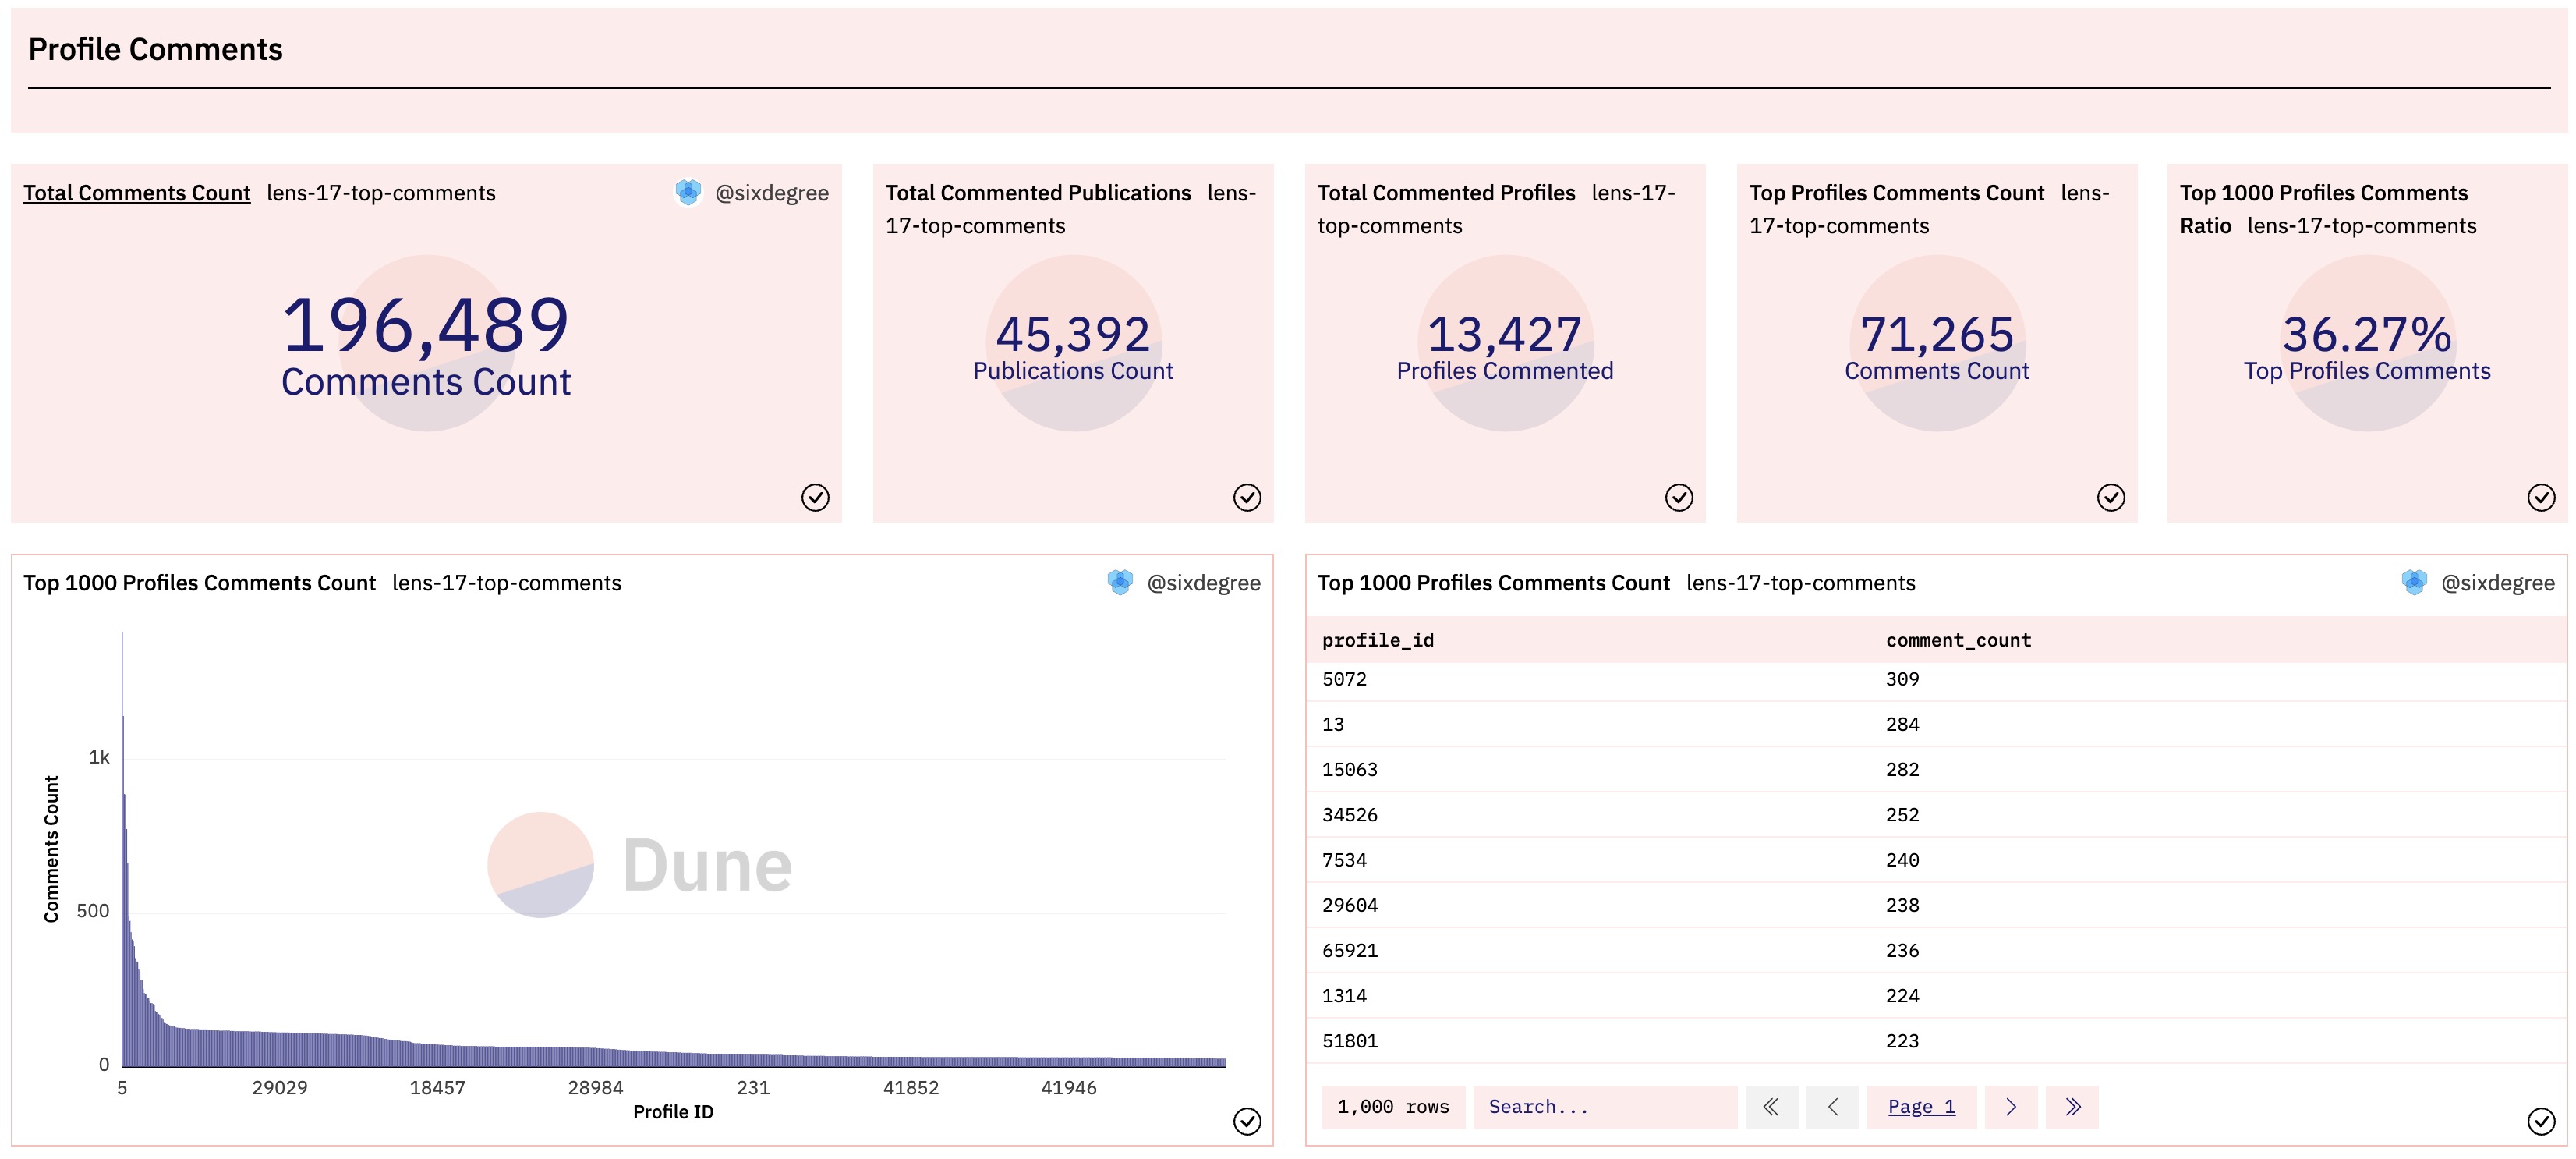 Profile Comments
Total Comments Count lens-17-top-comments @sixdegree
196,489
Comments Count
Total Commented Publications lens-
17-top-comments
45,392
Publications Count
Total Commented Profiles lens-17-
top-comments
13,427
Profiles Commented
Top Profiles Comments Count lens-
17-top-comments
71,265
Comments Count
Top 1000 Profiles Comments
Ratio lens-17-top-comments
36.27%
Top Profiles Comments
Top 1000 Profiles Comments Count lens-17-top-comments @sixdegree
Comments Count
1k
500
0
Dune
5 29029 18457 28984 231 41852 41946
Profile ID
Top 1000 Profiles Comments Count lens-17-top-comments @sixdegree
profile_id comment_count
5072 309
13 284
15063 282
34526 252
7534 240
29604 238
65921 236
1314 224
51801 223
1,000 rows Search... Page 1